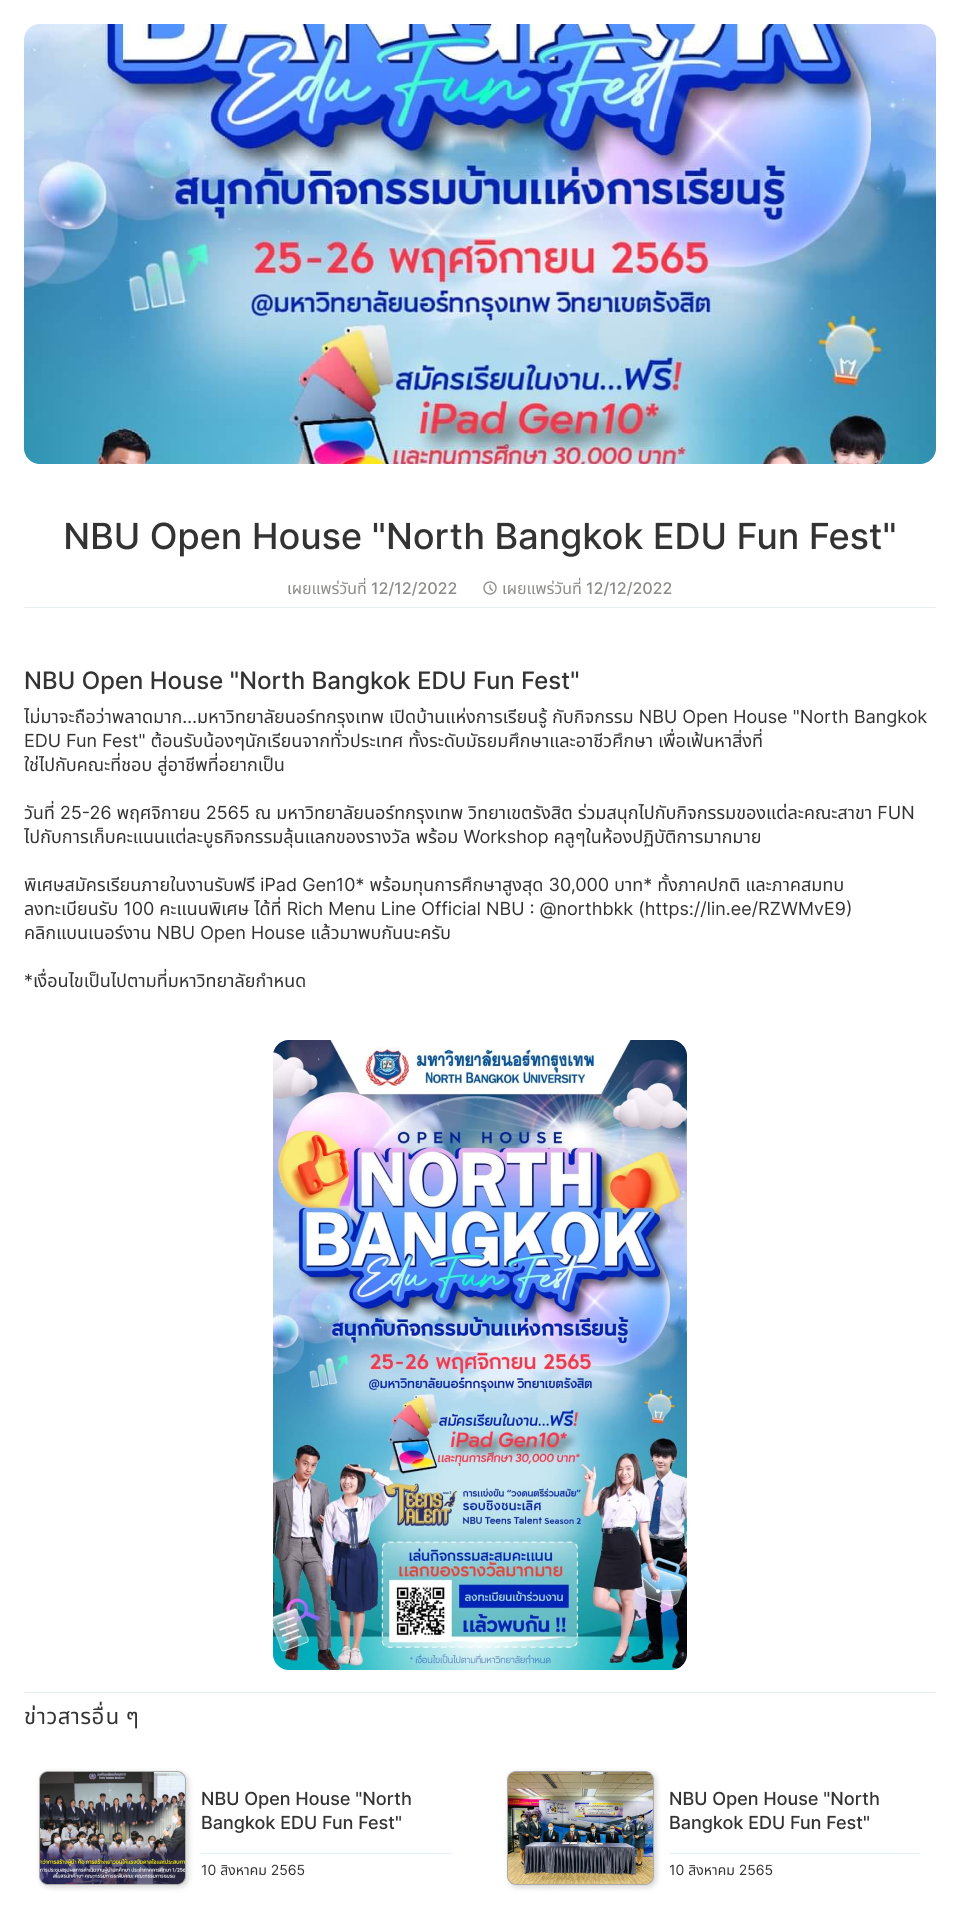 BANGKOK
Edu Fun Fest
สนุกกับกิจกรรมบ้านแห่งการเรียนรู้
25-26 พฤศจิกายน 2565
@มหาวิทยาลัยนอร์ทกรุงเทพ วิทยาเขตรังสิต
สมัครเรียนในงาน...ฟรี!
iPad Gen10*
และทุนการศึกษา 30,000 บาท*
NBU Open House "North Bangkok EDU Fun Fest"
เผยแพร่วันที่ 12/12/2022 เผยแพร่วันที่ 12/12/2022
NBU Open House "North Bangkok EDU Fun Fest"
ไม่มาจะถือว่าพลาดมาก...มหาวิทยาลัยนอร์ทกรุงเทพ เปิดบ้านแห่งการเรียนรู้ กับกิจกรรม NBU Open House "North Bangkok
EDU Fun Fest" ต้อนรับน้องๆนักเรียนจากทั่วประเทศ ทั้งระดับมัธยมศึกษาและอาชีวศึกษา เพื่อเฟ้นหาสิ่งที่
ใช่ไปกับคณะที่ชอบ สู่อาชีพที่อยากเป็น
วันที่ 25-26 พฤศจิกายน 2565 ณ มหาวิทยาลัยนอร์ทกรุงเทพ วิทยาเขตรังสิต ร่วมสนุกไปกับกิจกรรมของแต่ละคณะสาขา FUN
ไปกับการเก็บคะแนนแต่ละบูธกิจกรรมลุ้นแลกของรางวัล พร้อม Workshop คลูๆในห้องปฏิบัติการมากมาย
พิเศษสมัครเรียนภายในงานรับฟรี iPad Gen10* พร้อมทุนการศึกษาสูงสุด 30,000 บาท* ทั้งภาคปกติ และภาคสมทบ
ลงทะเบียนรับ 100 คะแนนพิเศษ ได้ที่ Rich Menu Line Official NBU : @northbkk (https://lin.ee/RZWMvE9)
คลิกแบนเนอร์งาน NBU Open House แล้วมาพบกันนะครับ
*เงื่อนไขเป็นไปตามที่มหาวิทยาลัยกำหนด
มหาวิทยาลัยนอร์ทกรุงเทพ
NORTH BANGKOK UNIVERSITY
OPEN HOUSE
NORTH
BANGKOK
Edu Fun Fest
สนุกกับกิจกรรมบ้านแห่งการเรียนรู้
25-26 พฤศจิกายน 2565
@มหาวิทยาลัยนอร์ทกรุงเทพ วิทยาเขตรังสิต
สมัครเรียนในงาน...ฟรี!
iPad Gen10*
และทุนการศึกษา 30,000 บาท*
TEENS TALENT
การแข่งขัน "วงดนตรีร่วมสมัย"
รอบชิงชนะเลิศ
NBU Teens Talent Season 2
เล่นกิจกรรมสะสมคะแนน
แลกของรางวัลมากมาย
ลงทะเบียนเข้าร่วมงาน
แล้วพบกัน !!
* เงื่อนไขเป็นไปตามที่มหาวิทยาลัยกำหนด
ข่าวสารอื่น ๆ
NBU Open House "North
Bangkok EDU Fun Fest"
10 สิงหาคม 2565
NBU Open House "North
Bangkok EDU Fun Fest"
10 สิงหาคม 2565